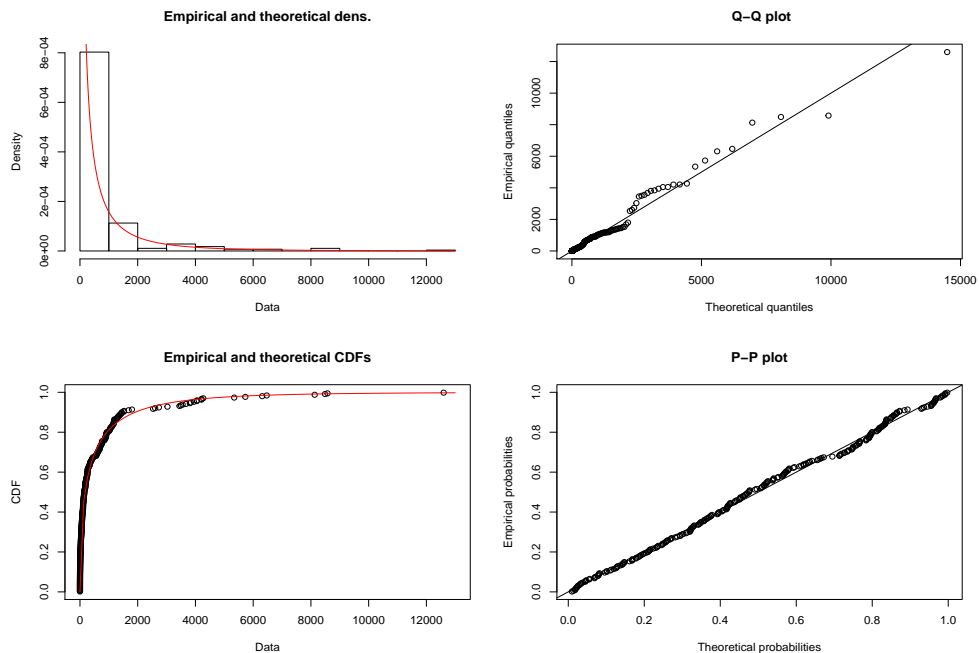 Empirical and theoretical dens.
Density
0e+00 2e−04 4e−04 6e−04 8e−04
0 2000 4000 6000 8000 10000 12000
Data
Q−Q plot
Empirical quantiles
0 2000 6000 10000
0 5000 10000 15000
Theoretical quantiles
Empirical and theoretical CDFs
CDF
0.0 0.2 0.4 0.6 0.8 1.0
0 2000 4000 6000 8000 10000 12000
Data
P−P plot
Empirical probabilities
0.0 0.2 0.4 0.6 0.8 1.0
0.0 0.2 0.4 0.6 0.8 1.0
Theoretical probabilities